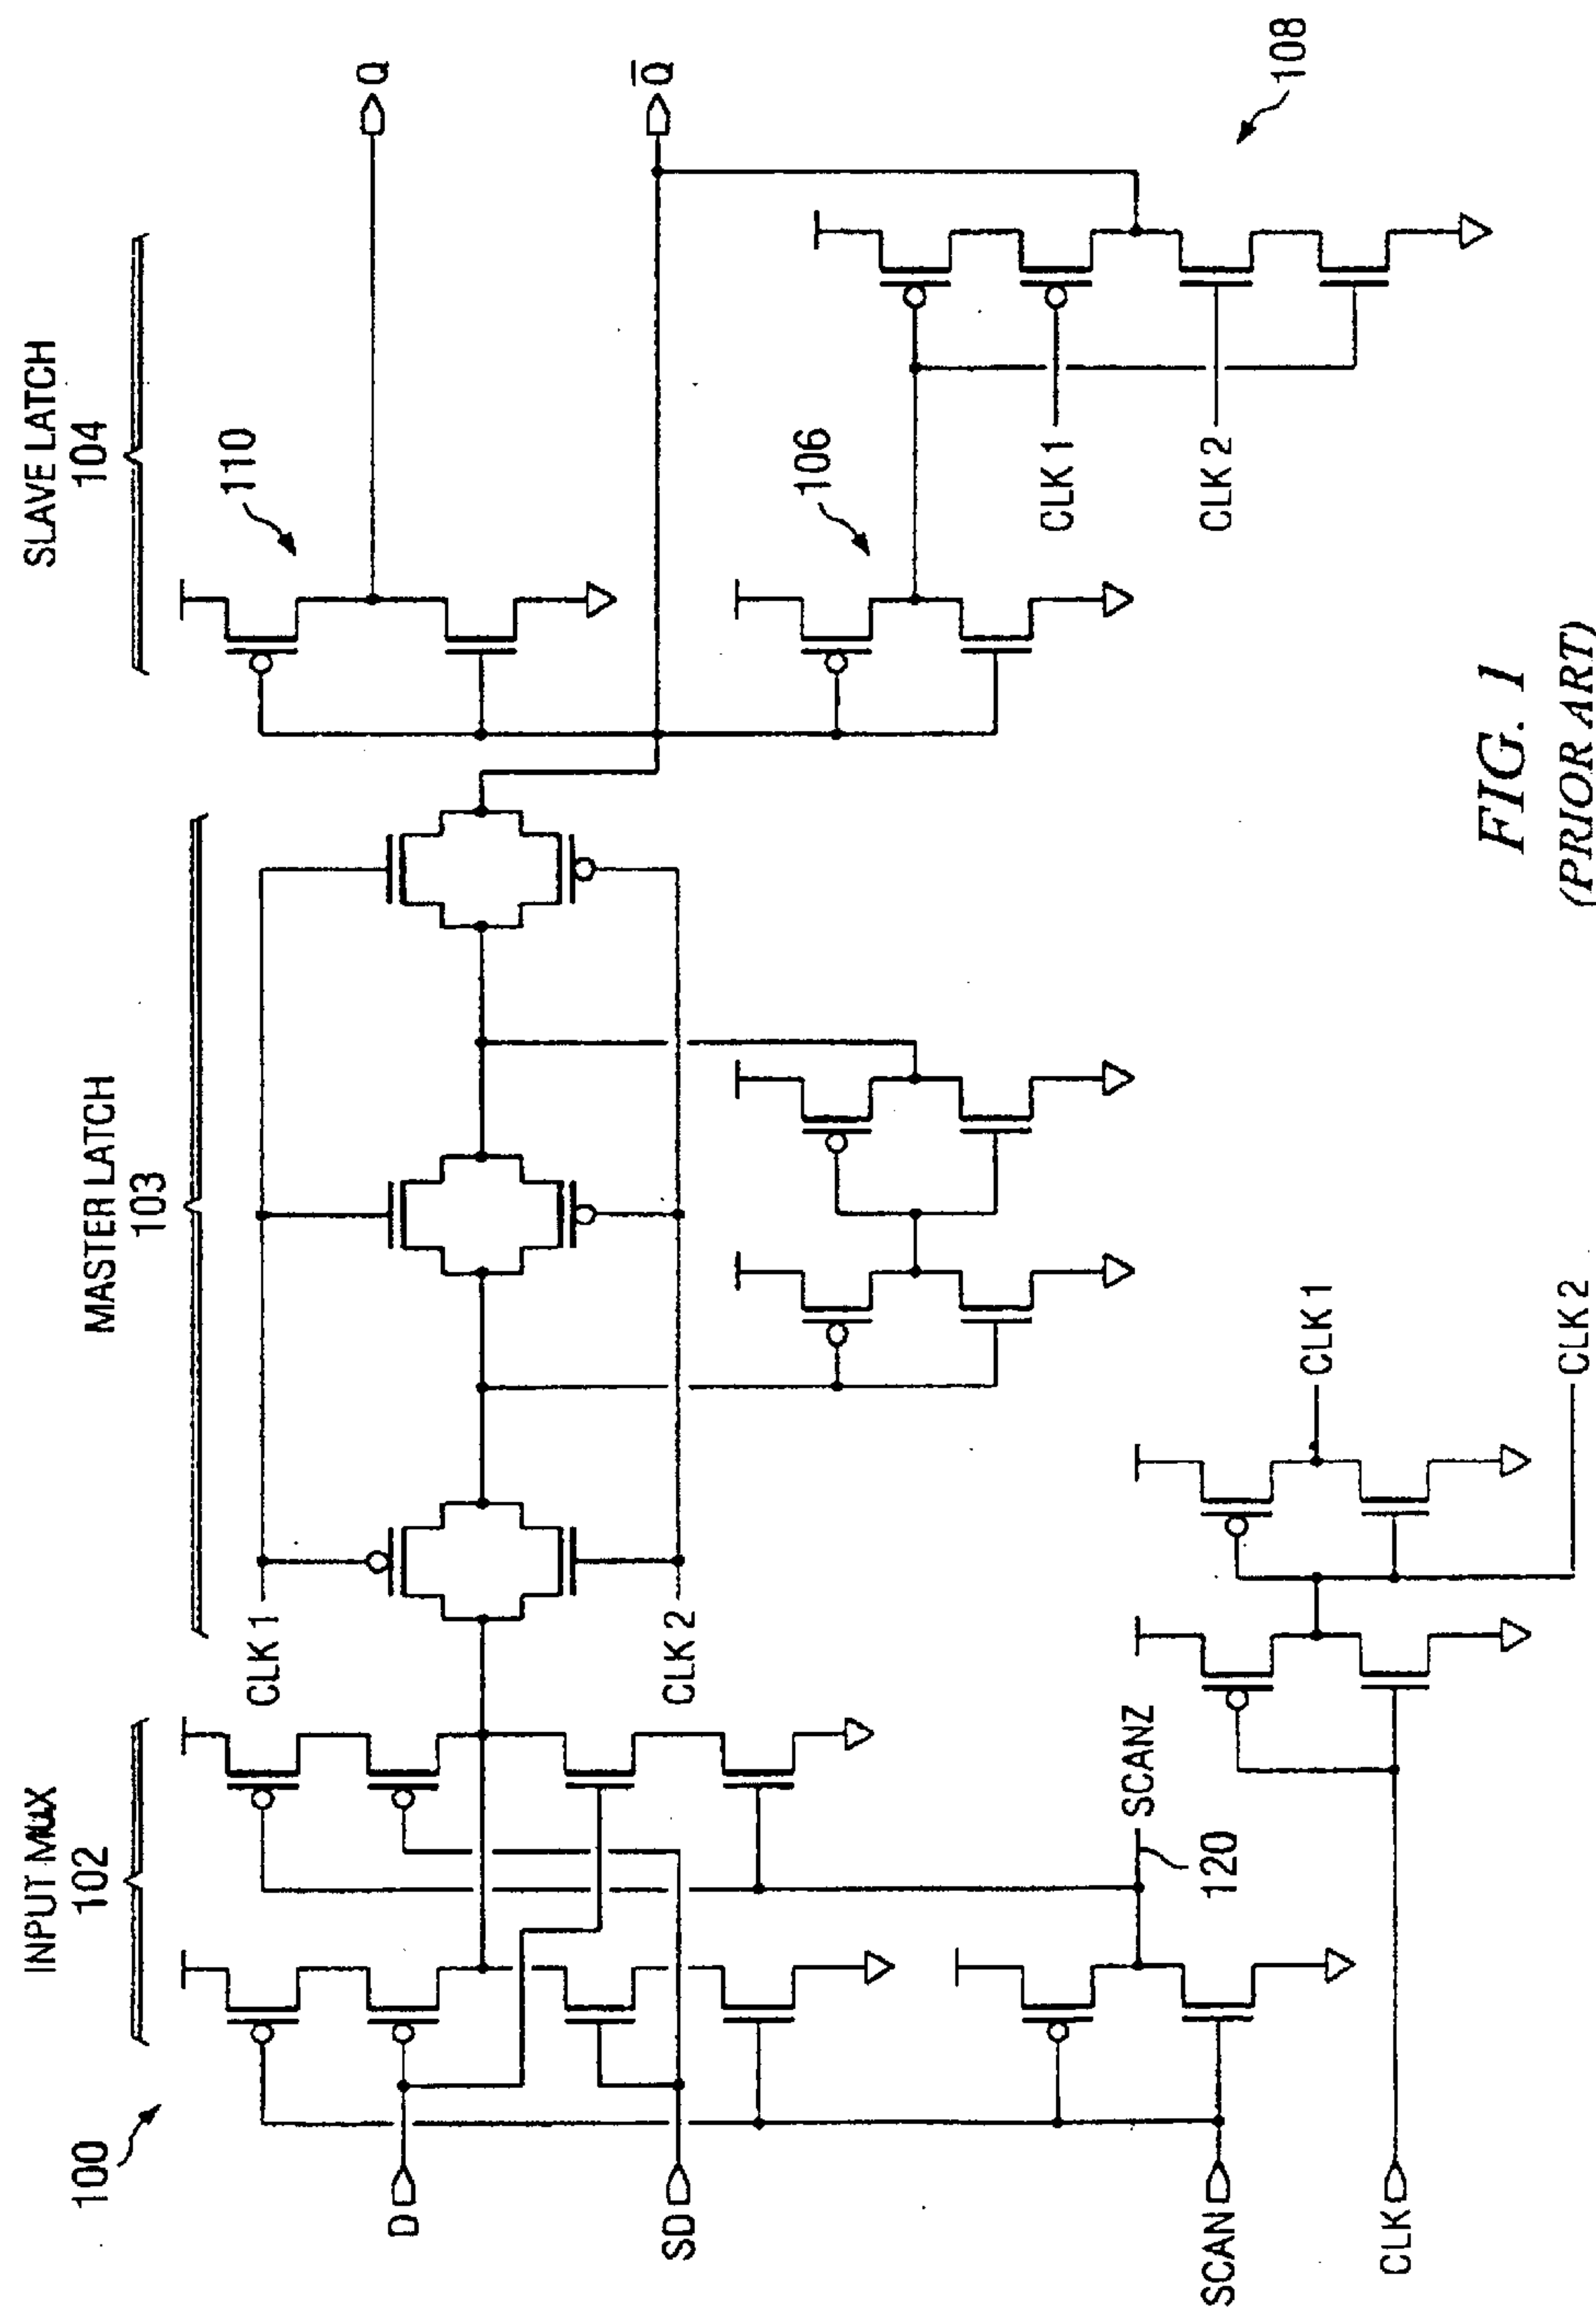 100
INPUT MUX
102
MASTER LATCH
103
SLAVE LATCH
104
CLK 1
CLK 2
110
106
108
Q
Q̅
D
SD
SCAN
CLK
SCANZ
120
CLK 1
CLK 2
CLK 1
CLK 2
FIG. 1
(PRIOR ART)